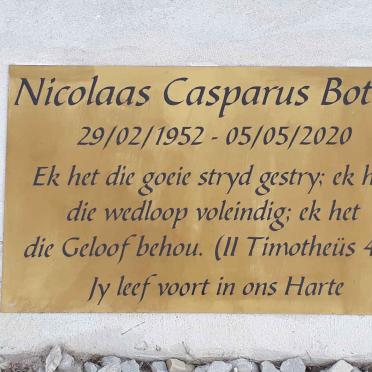 Nicolaas Casparus Bot
29/02/1952 - 05/05/2020
Ek het die goeie stryd gestry; ek h
die wedloop voleindig; ek het
die Geloof behou. (II Timotheüs 4
Jy leef voort in ons Harte